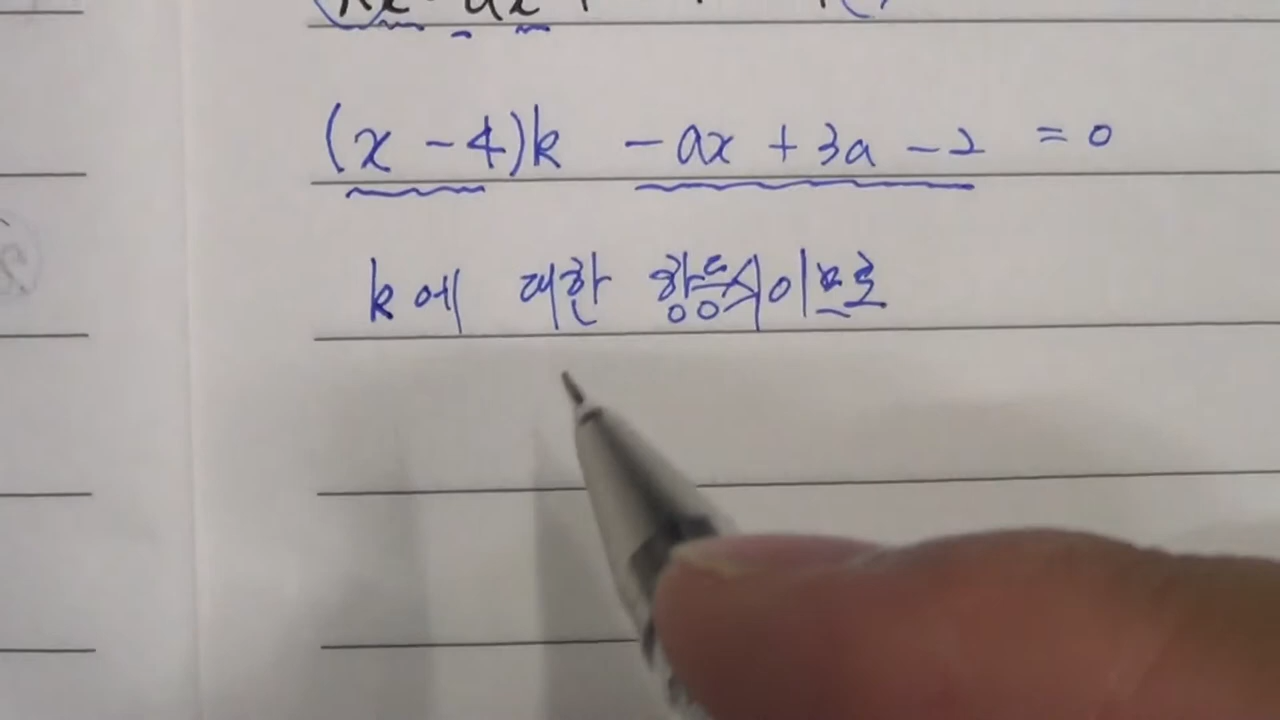 (x - 4)k - ax + 3a - 2 = 0
k에 대한 항등식이므로